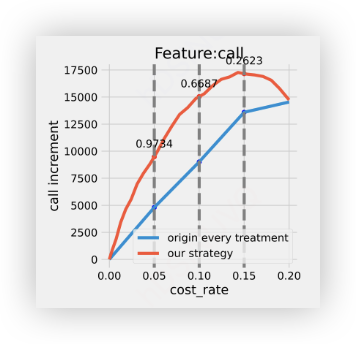 Feature:call
0.2623
17500
0.6687
15000
12500
0.9734
10000
7500
5000
2500
0
call increment
origin every treatment
our strategy
0.00 0.05 0.10 0.15 0.20
cost_rate